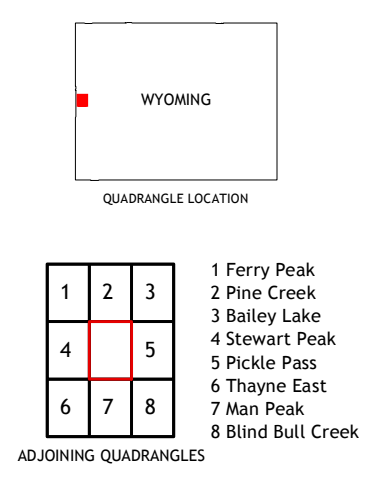 WYOMING
QUADRANGLE LOCATION
1 2 3
4 5
6 7 8
ADJOINING QUADRANGLES
1 Ferry Peak
2 Pine Creek
3 Bailey Lake
4 Stewart Peak
5 Pickle Pass
6 Thayne East
7 Man Peak
8 Blind Bull Creek